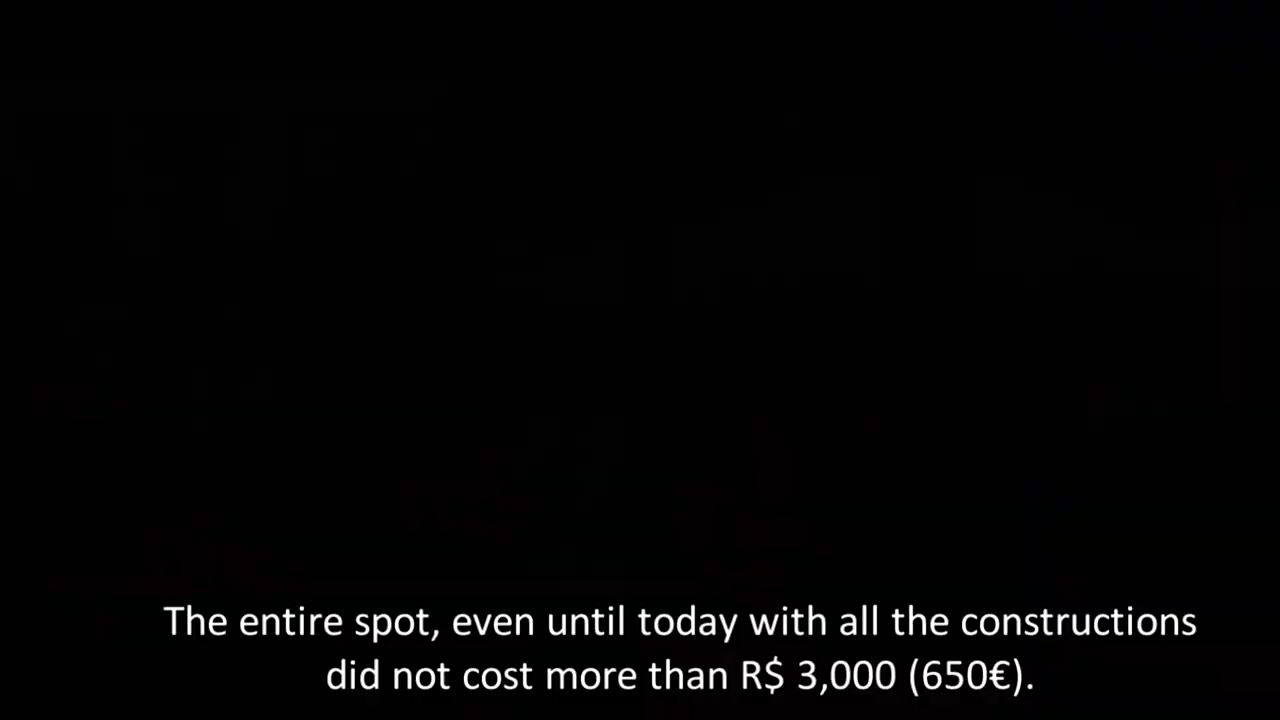 The entire spot, even until today with all the constructions
did not cost more than R$ 3,000 (650€).